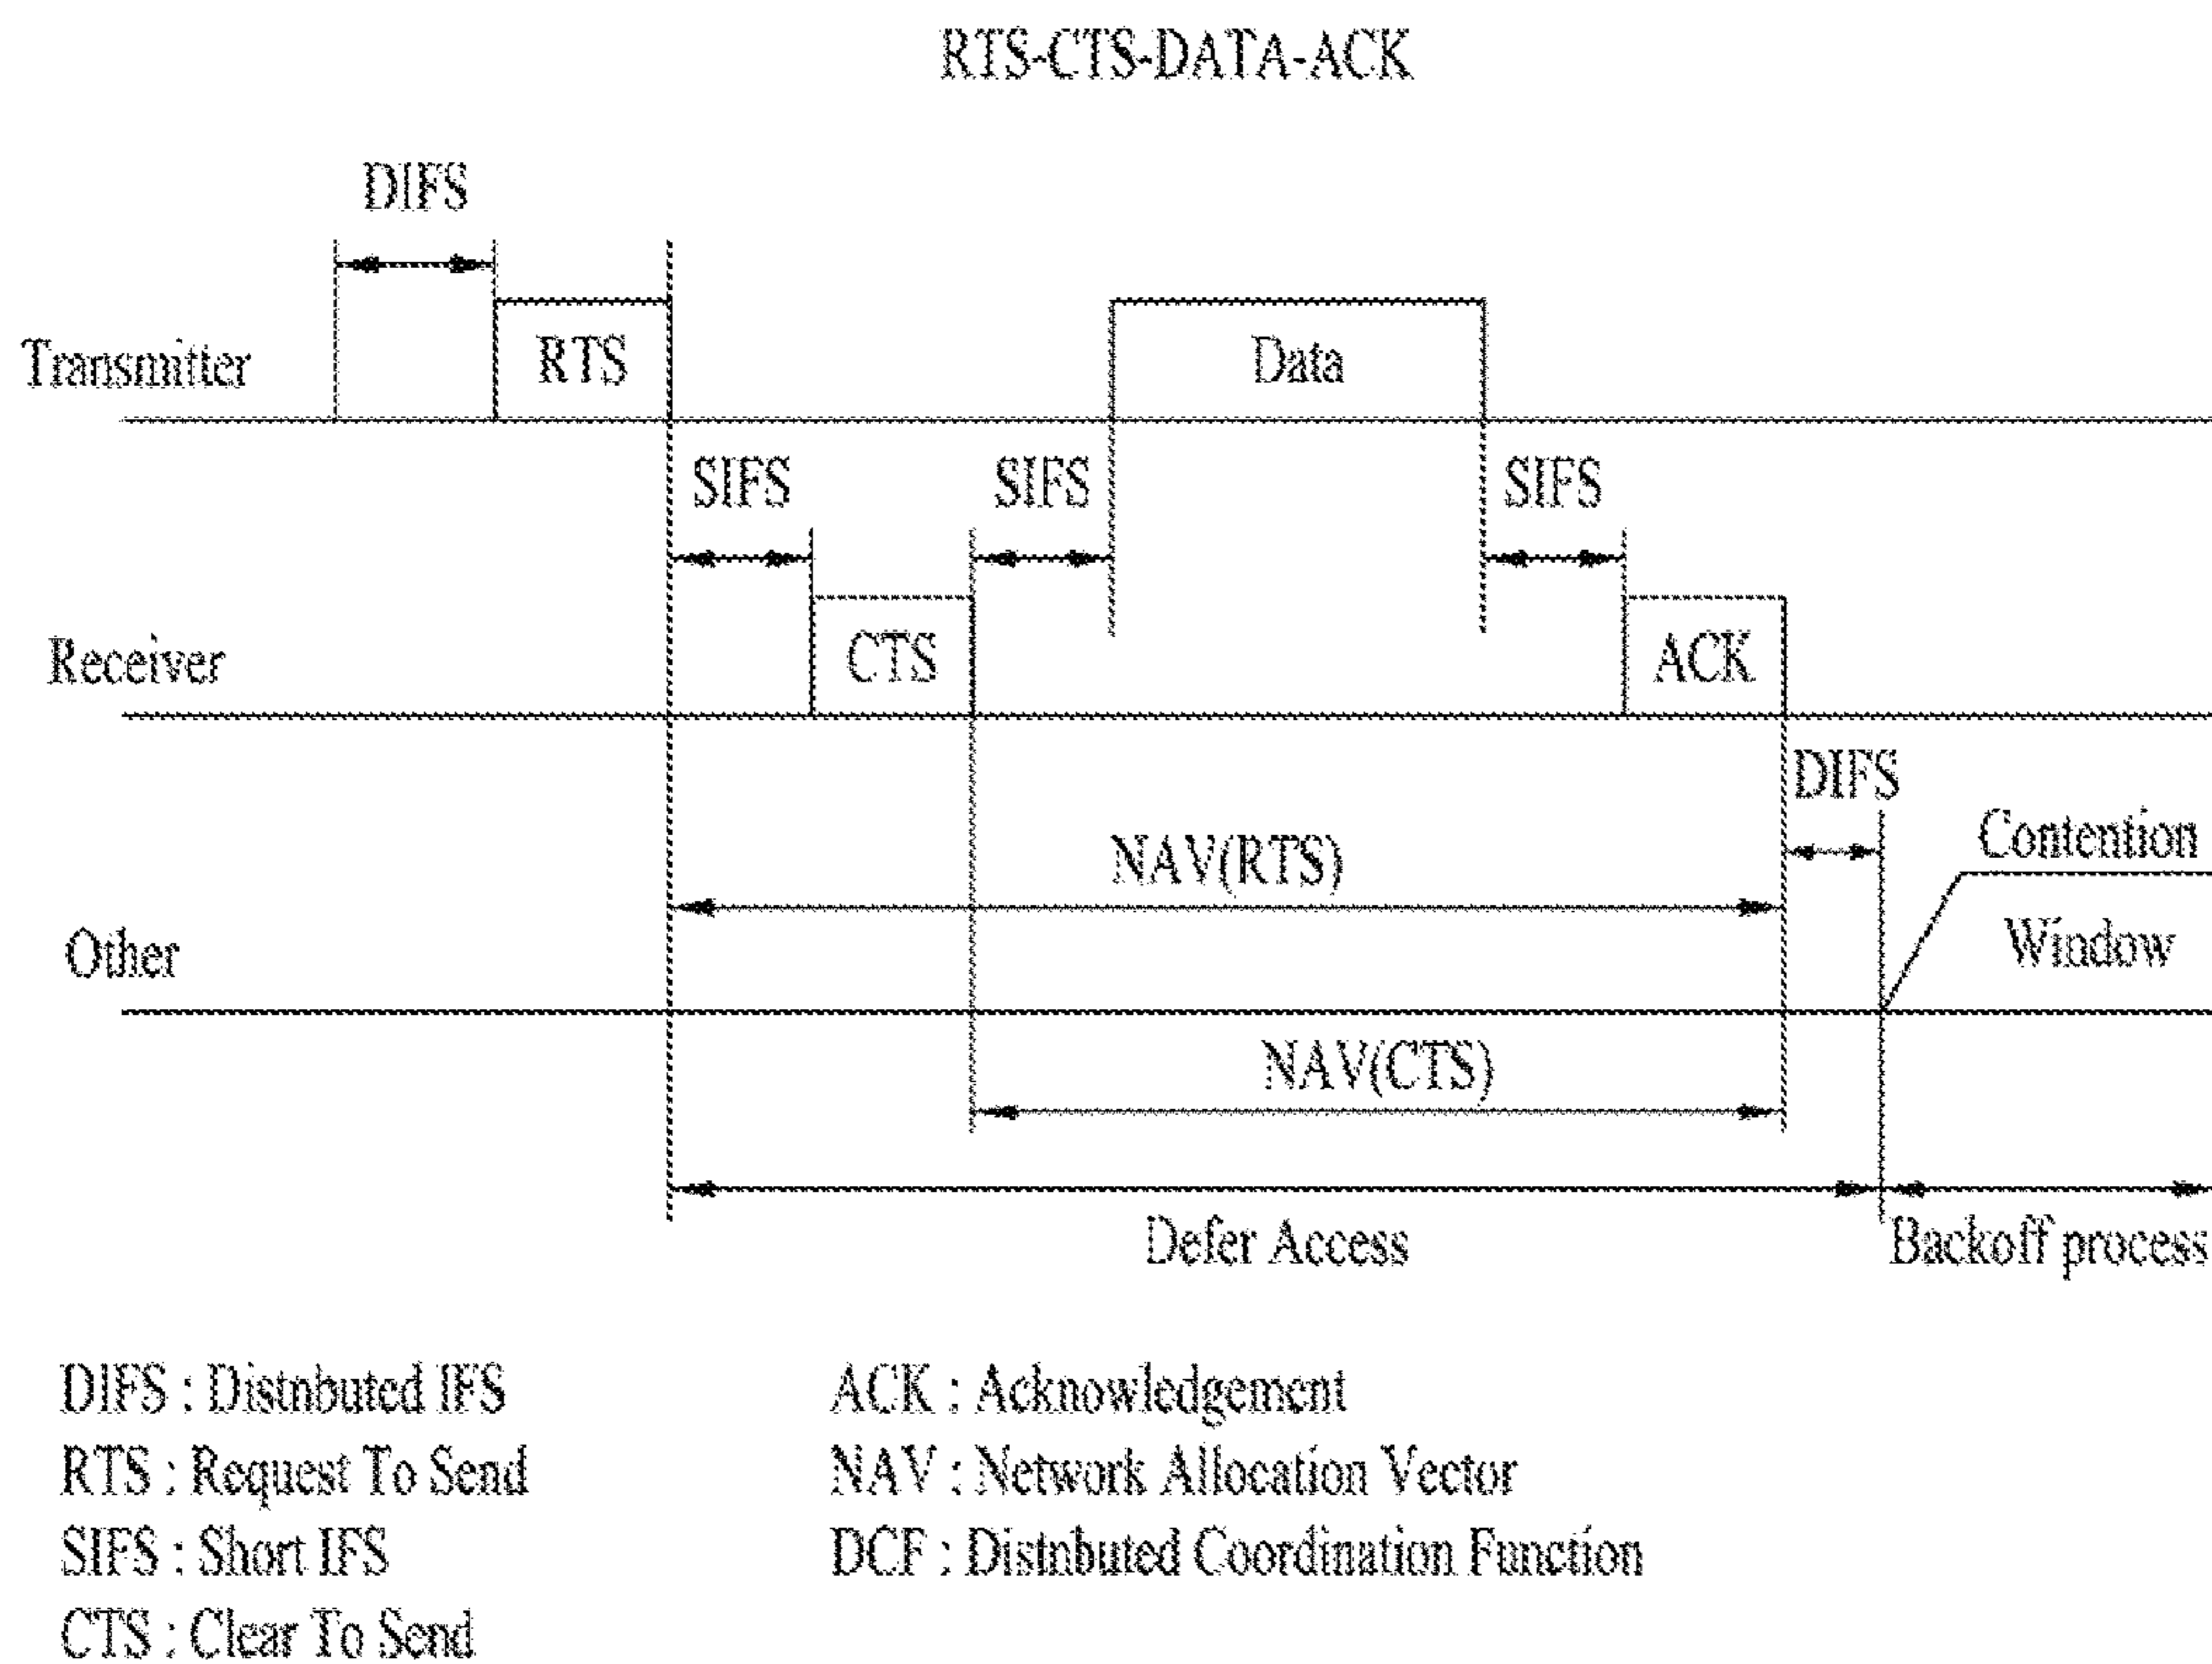 RTS-CTS-DATA-ACK
DIFS
Transmitter
RTS
Data
SIFS
SIFS
SIFS
Receiver
CTS
ACK
DIFS
NAV(RTS)
Contention
Window
Other
NAV(CTS)
Defer Access
Backoff process
DIFS : Distnbuted IFS
RTS : Request To Send
SIFS : Short IFS
CTS : Clear To Send
ACK : Acknowledgement
NAV : Network Allocation Vector
DCF : Distnbuted Coordination Function